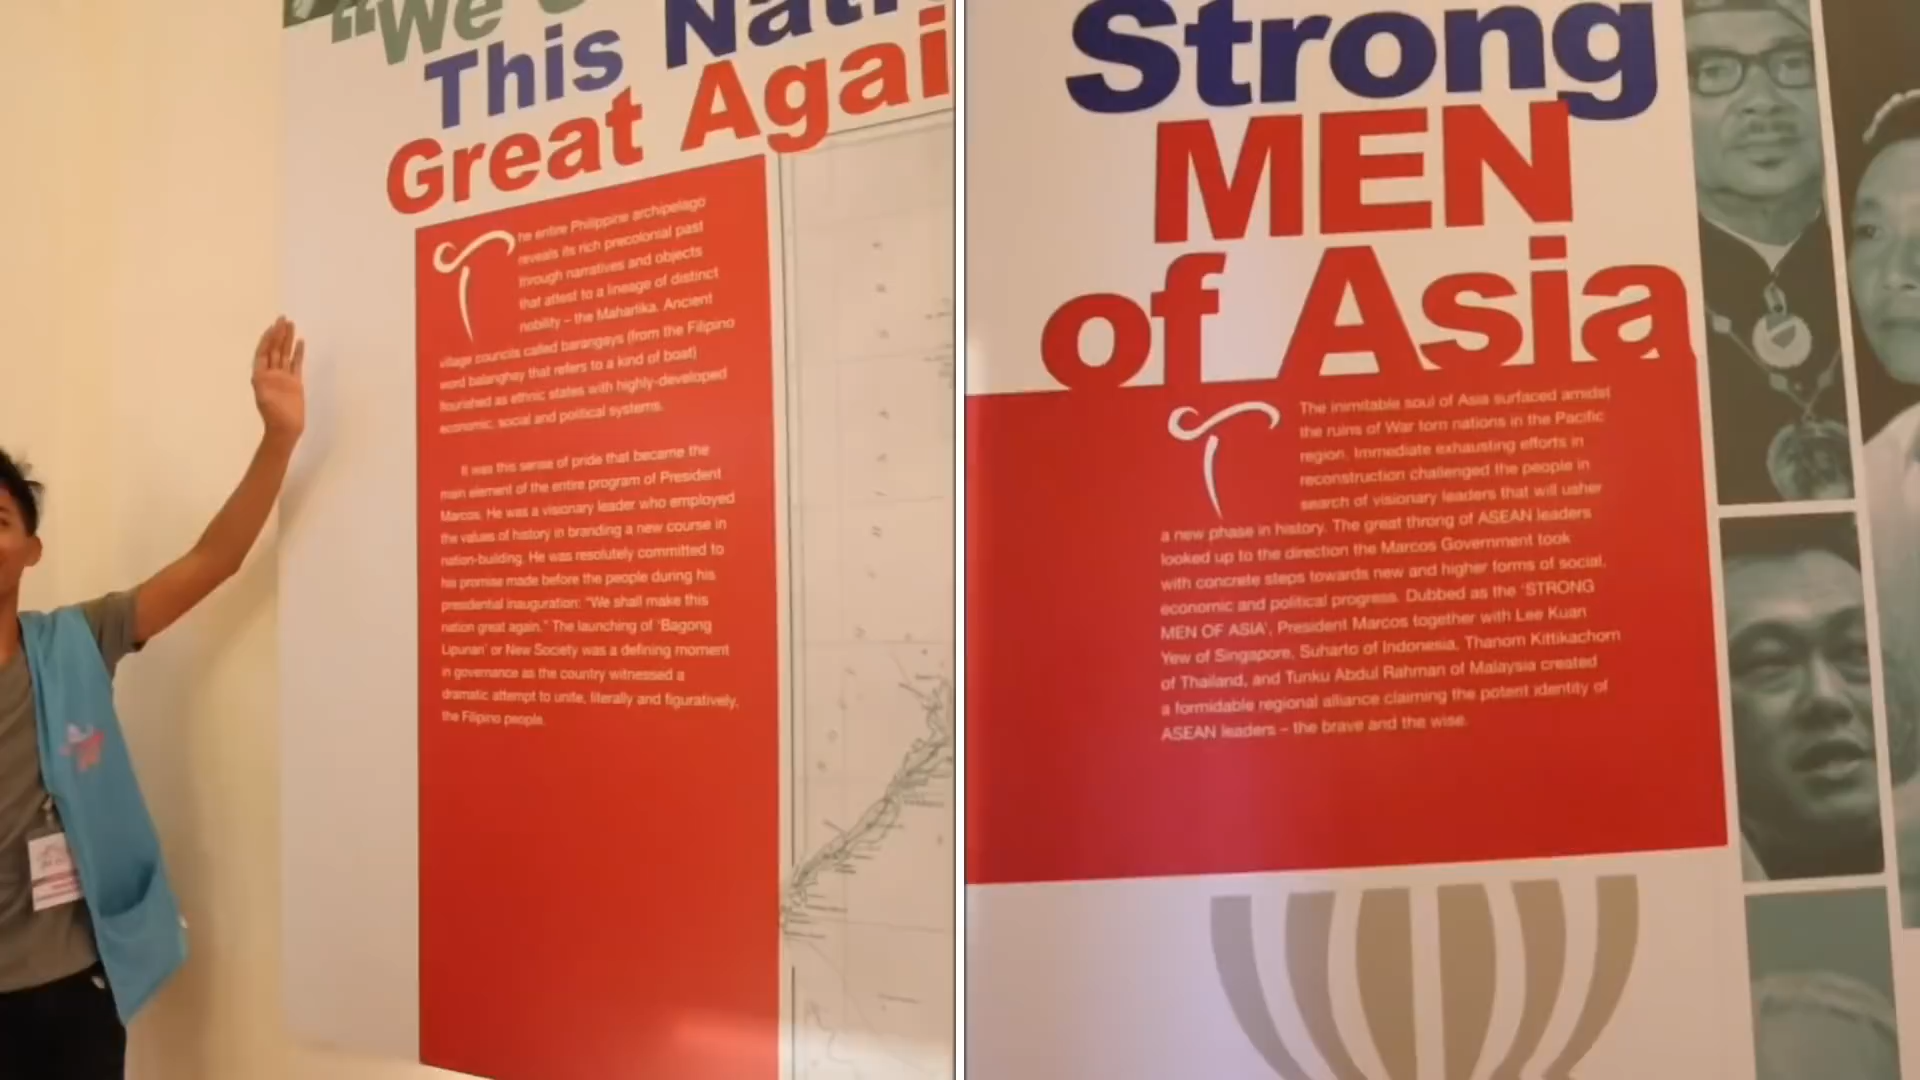 "We
This Nati
Great Agai
The entire Philippine archipelago
reveals its rich precolonial past
through narratives and objects
that attest to a lineage of distinct
nobility – the Maharlika. Ancient
village councils called barangays (from the Filipino
word balanghay that refers to a kind of boat)
flourished as ethnic states with highly-developed
economic, social and political systems.
It was this sense of pride that became the
main element of the entire program of President
Marcos. He was a visionary leader who employed
the values of history in branding a new course in
nation-building. He was resolutely committed to
his promise made before the people during his
presidential inauguration: "We shall make this
nation great again." The launching of 'Bagong
Lipunan' or New Society was a defining moment
in governance as the country witnessed a
dramatic attempt to unite, literally and figuratively,
the Filipino people.
Strong
MEN
of Asia
T The inimitable soul of Asia surfaced amidst
the ruins of War torn nations in the Pacific
region. Immediate exhausting efforts in
reconstruction challenged the people in
search of visionary leaders that will usher
a new phase in history. The great throng of ASEAN leaders
looked up to the direction the Marcos Government took
with concrete steps towards new and higher forms of social,
economic and political progress. Dubbed as the 'STRONG
MEN OF ASIA', President Marcos together with Lee Kuan
Yew of Singapore, Suharto of Indonesia, Thanom Kittikachorn
of Thailand, and Tunku Abdul Rahman of Malaysia created
a formidable regional alliance claiming the potent identity of
ASEAN leaders – the brave and the wise.